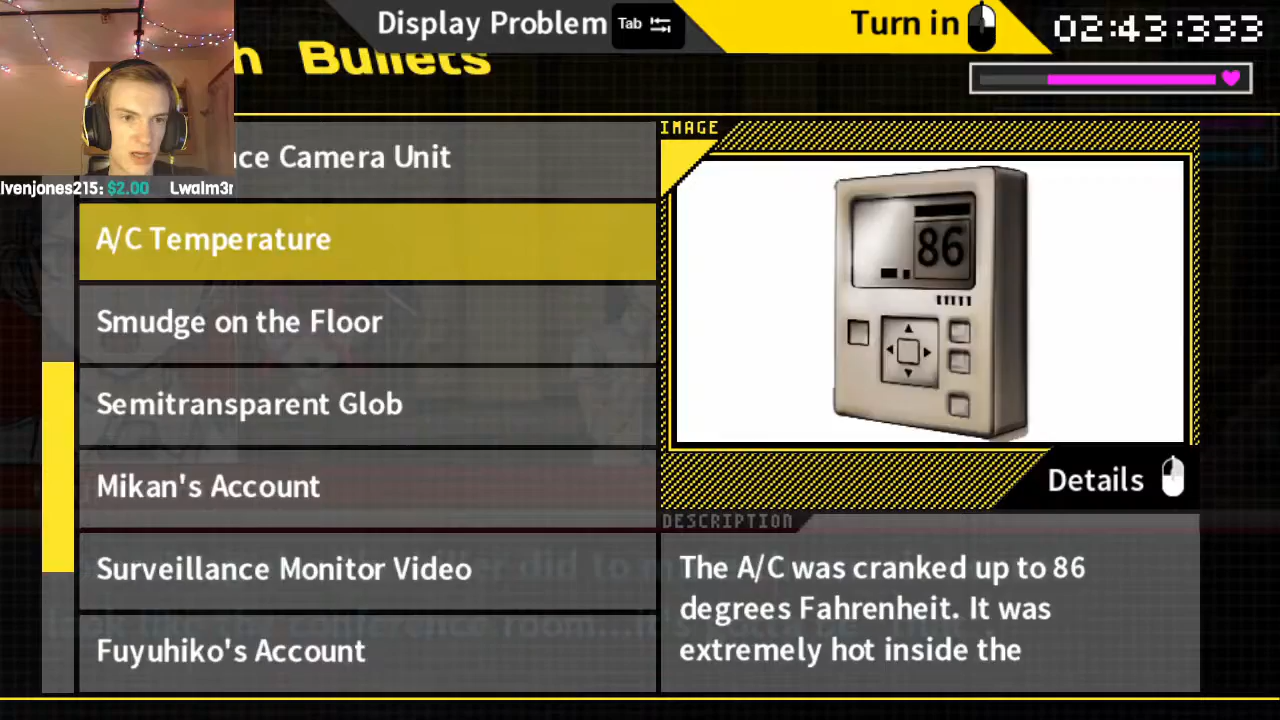 Display Problem Tab
Turn in
02:43:333
h Bullets
lvenjones215: $2.00 Lwalm3r
nce Camera Unit
A/C Temperature
Smudge on the Floor
Semitransparent Glob
Mikan's Account
Surveillance Monitor Video
Fuyuhiko's Account
IMAGE
86
Details
DESCRIPTION
The A/C was cranked up to 86
degrees Fahrenheit. It was
extremely hot inside the